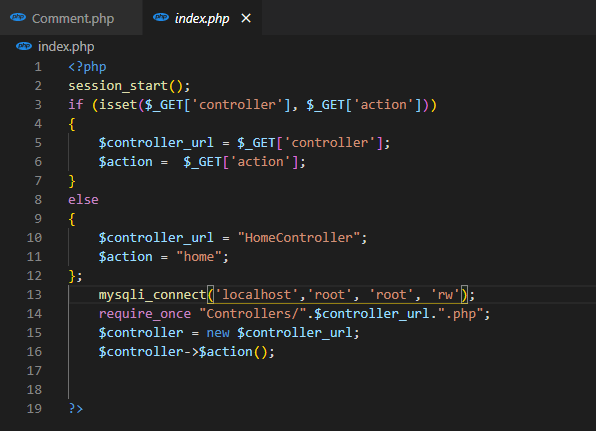 php Comment.php php index.php ×
php index.php
1 <?php
2 session_start();
3 if (isset($_GET['controller'], $_GET['action']))
4 {
5 $controller_url = $_GET['controller'];
6 $action =  $_GET['action'];
7 }
8 else
9 {
10 $controller_url = "HomeController";
11 $action = "home";
12 };
13 mysqli_connect('localhost','root', 'root', 'rw');
14 require_once "Controllers/".$controller_url.".php";
15 $controller = new $controller_url;
16 $controller->$action();
17
18
19 ?>